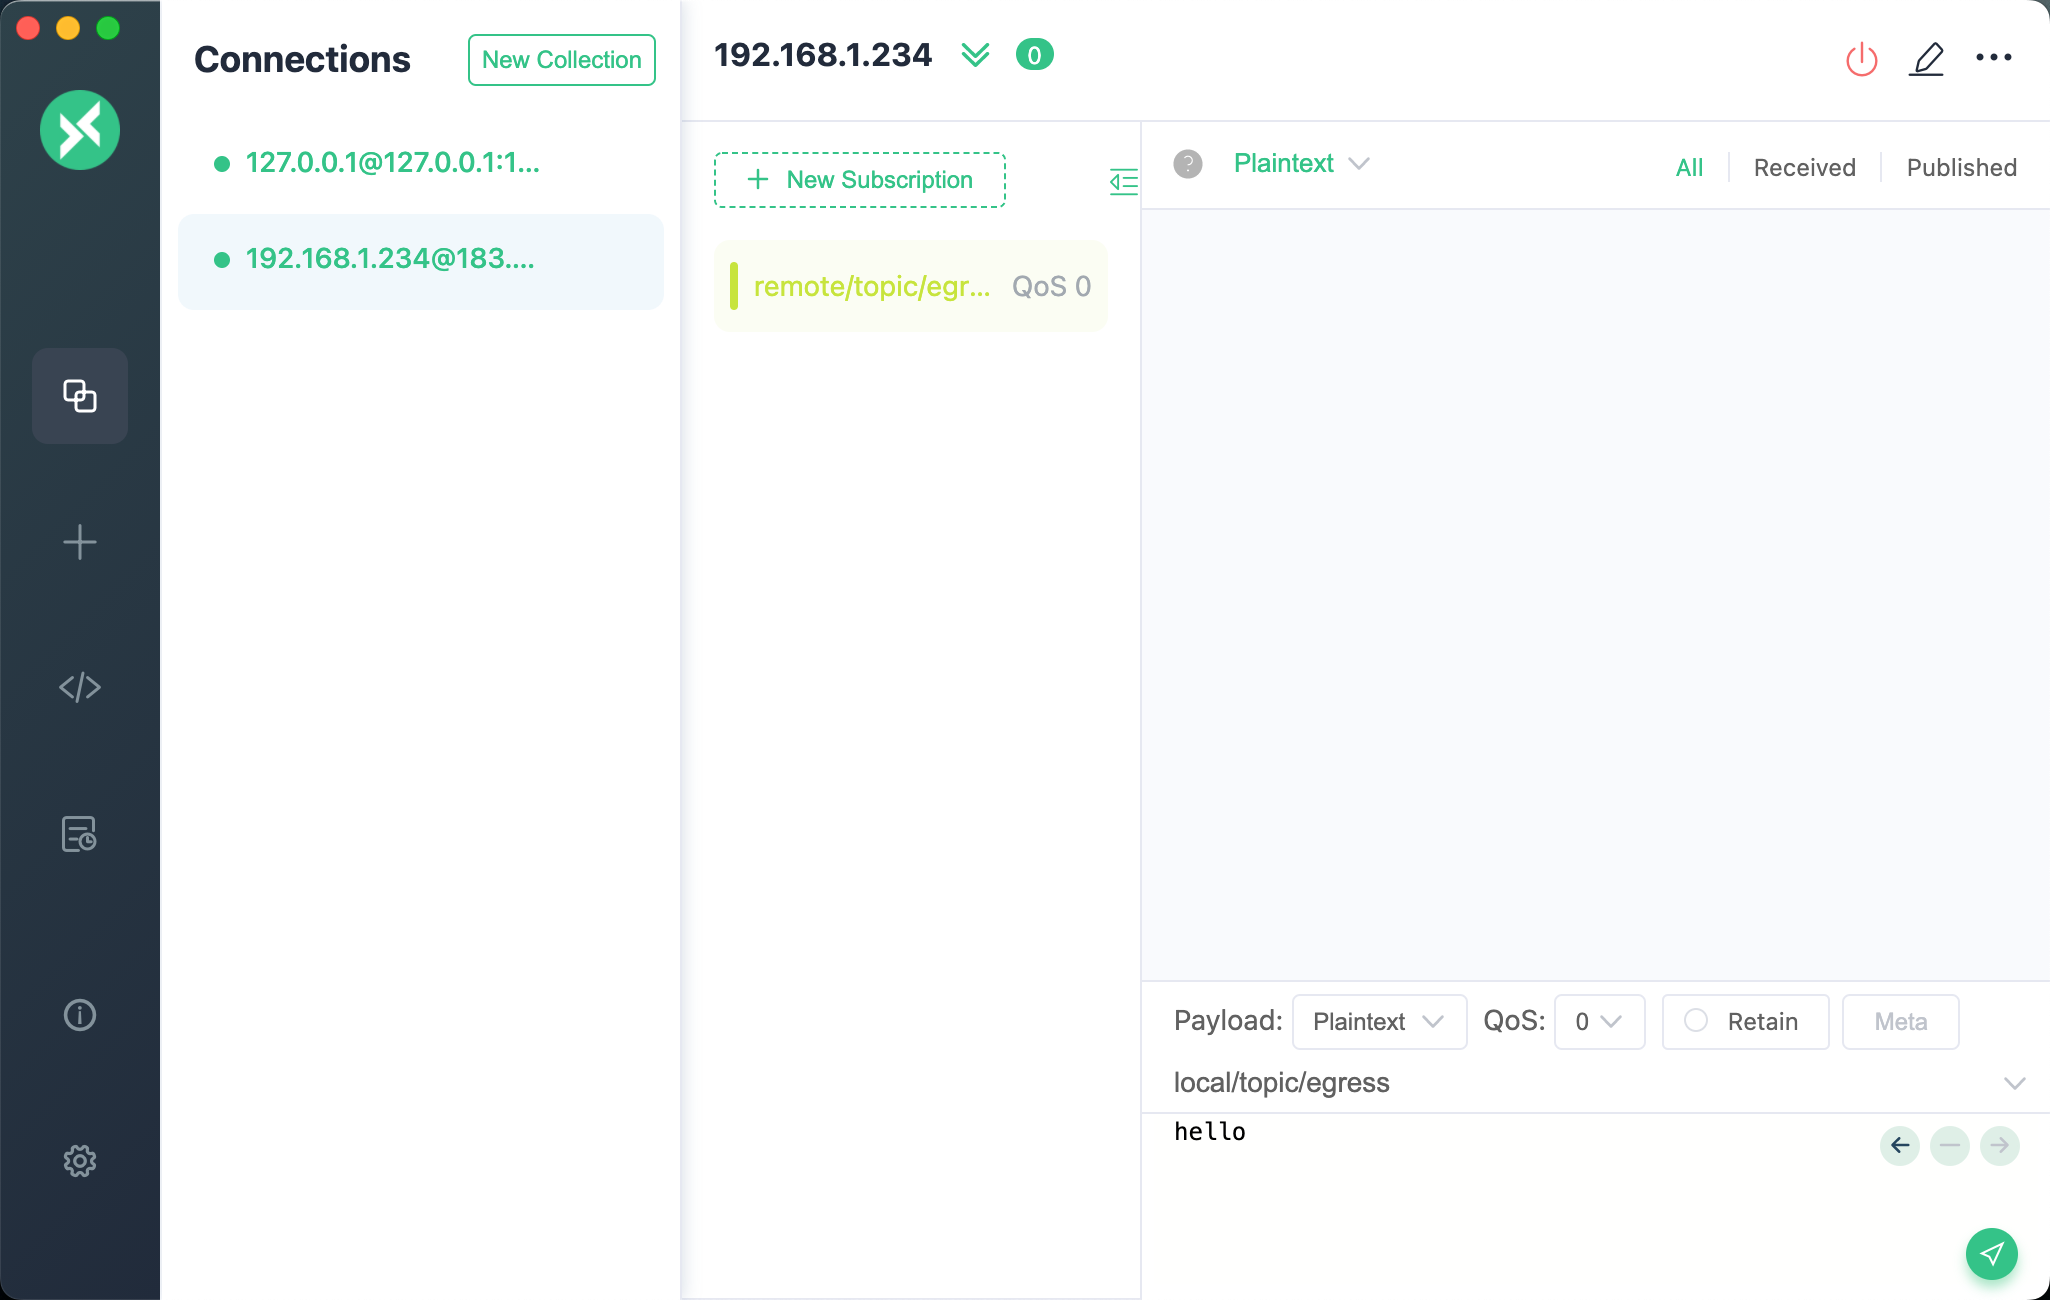 Connections
New Collection
127.0.0.1@127.0.0.1:1...
192.168.1.234@183....
192.168.1.234
0
New Subscription
remote/topic/egr... QoS 0
? Plaintext
All Received Published
Payload: Plaintext QoS: 0 Retain Meta
local/topic/egress
hello